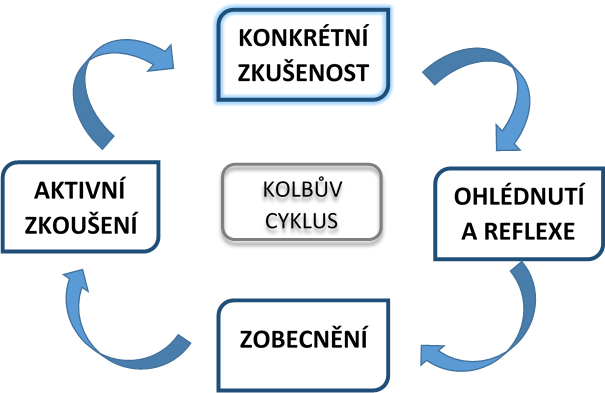 KONKRÉTNÍ
ZKUŠENOST
OHLÉDNUTÍ
A REFLEXE
ZOBECNĚNÍ
AKTIVNÍ
ZKOUŠENÍ
KOLBŮV
CYKLUS